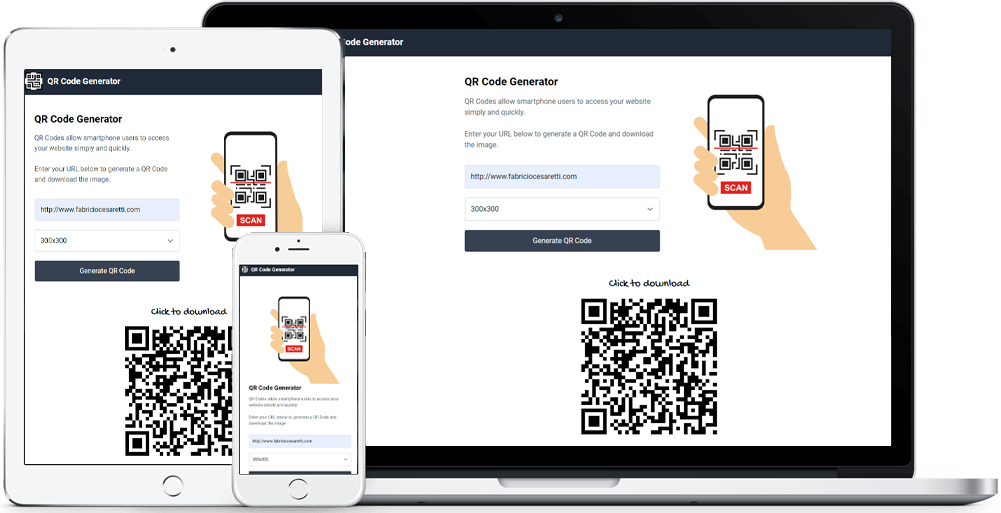 QR Code Generator
QR Code Generator
QR Codes allow smartphone users to access
your website simply and quickly.
Enter your URL below to generate a QR Code
and download the image.
http://www.fabriciocesaretti.com
300x300
Generate QR Code
SCAN
Click to download
QR Code Generator
SCAN
QR Code Generator
QR Codes allow smartphone users to access your
website simply and quickly.
Enter your URL below to generate a QR Code and
download the image.
http://www.fabriciocesaretti.com
300x300
Code Generator
QR Code Generator
QR Codes allow smartphone users to access your website
simply and quickly.
Enter your URL below to generate a QR Code and download
the image.
http://www.fabriciocesaretti.com
300x300
Generate QR Code
SCAN
Click to download